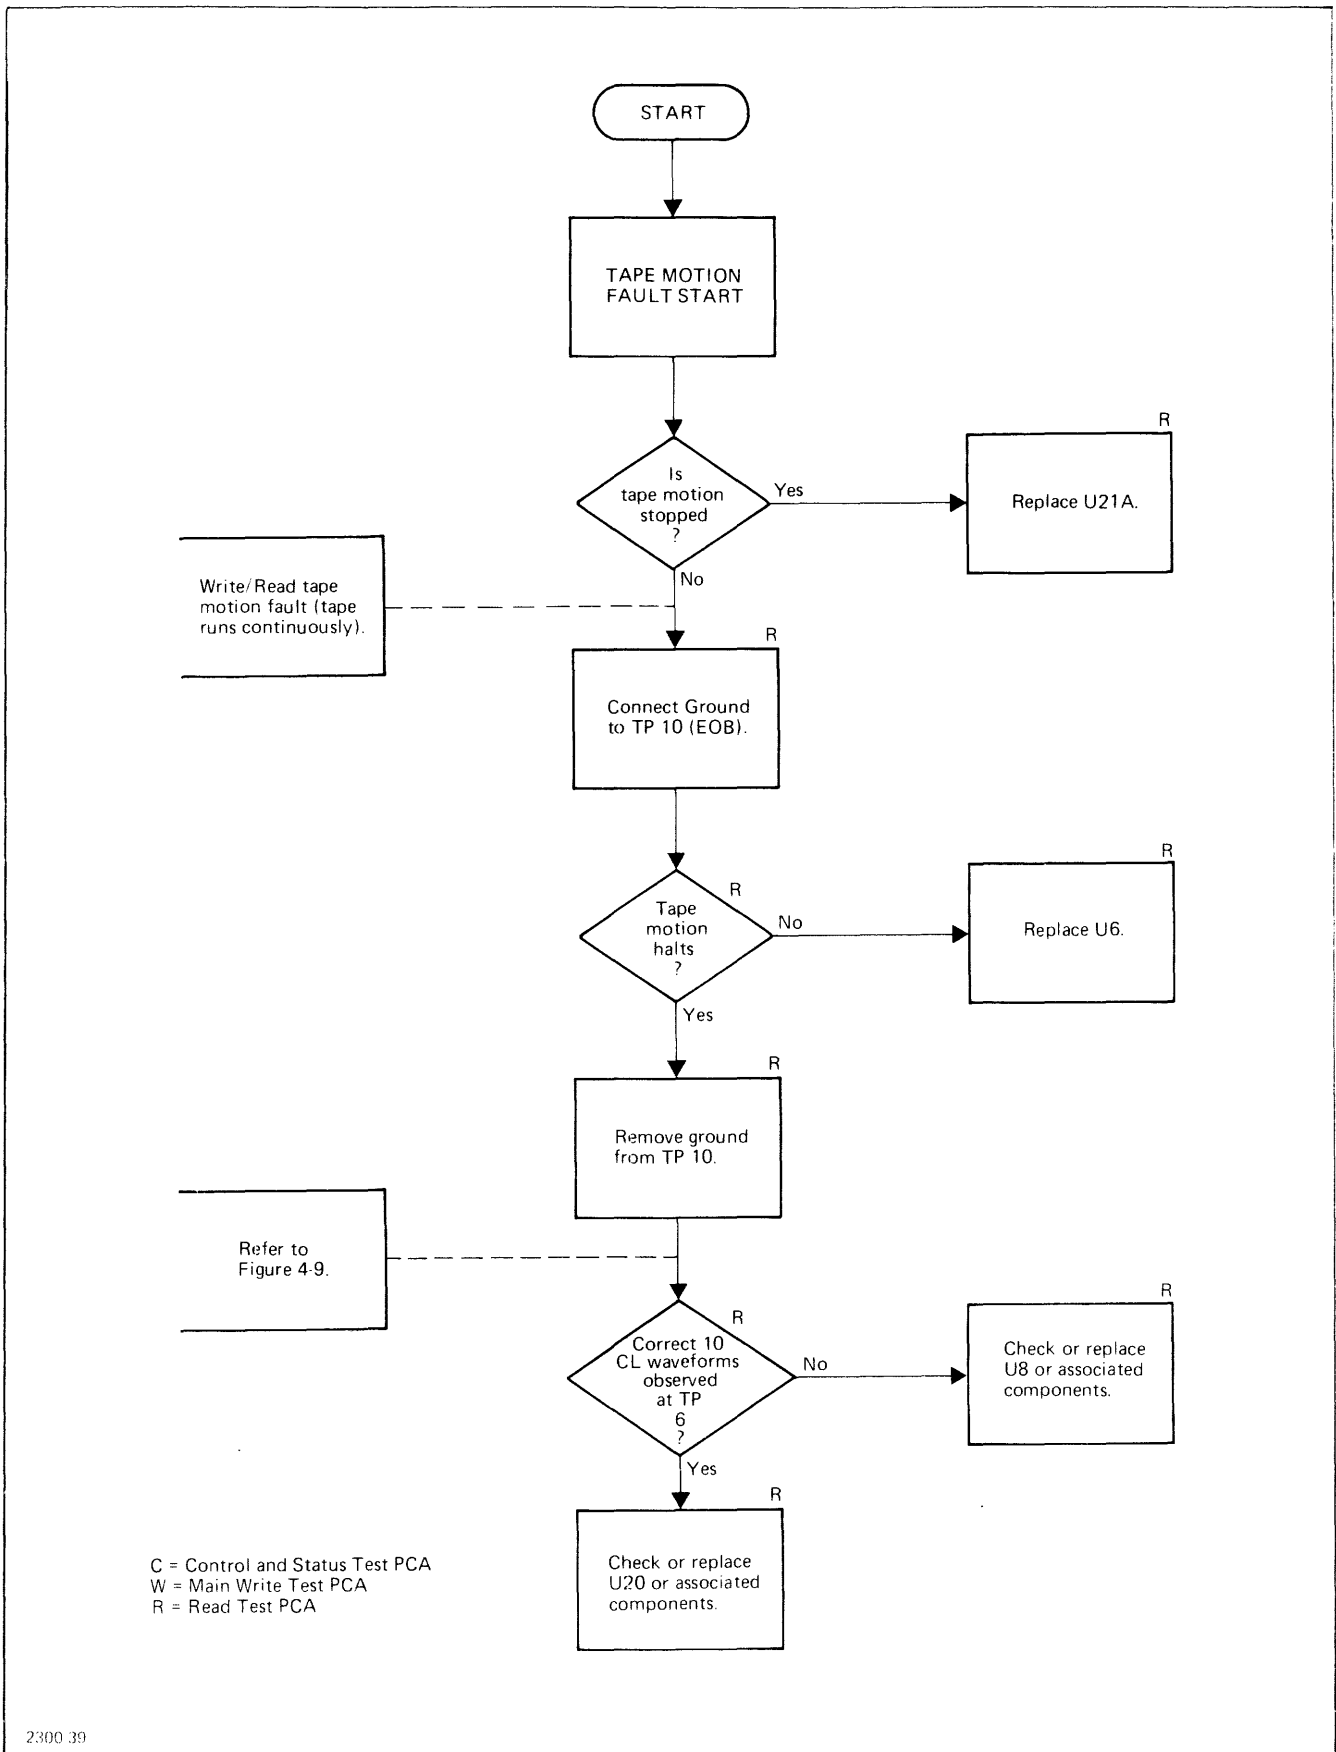 START
TAPE MOTION
FAULT START
R
Is
tape motion
stopped
?
Yes
Replace U21A.
No
Write/Read tape
motion fault (tape
runs continuously).
R
Connect Ground
to TP 10 (EOB).
R
R
Tape
motion
halts
?
No
Replace U6.
Yes
R
Remove ground
from TP 10.
Refer to
Figure 4-9.
R
R
Correct 10
CL waveforms
observed
at TP
6
?
No
Check or replace
U8 or associated
components.
Yes
R
Check or replace
U20 or associated
components.
C = Control and Status Test PCA
W = Main Write Test PCA
R = Read Test PCA
2300 39